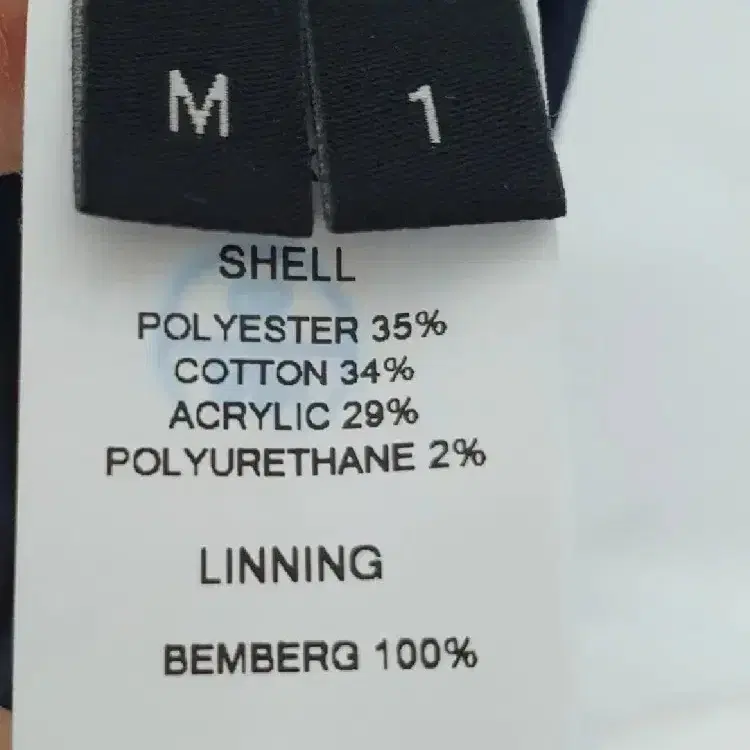 M 1
SHELL
POLYESTER 35%
COTTON 34%
ACRYLIC 29%
POLYURETHANE 2%
LINNING
BEMBERG 100%